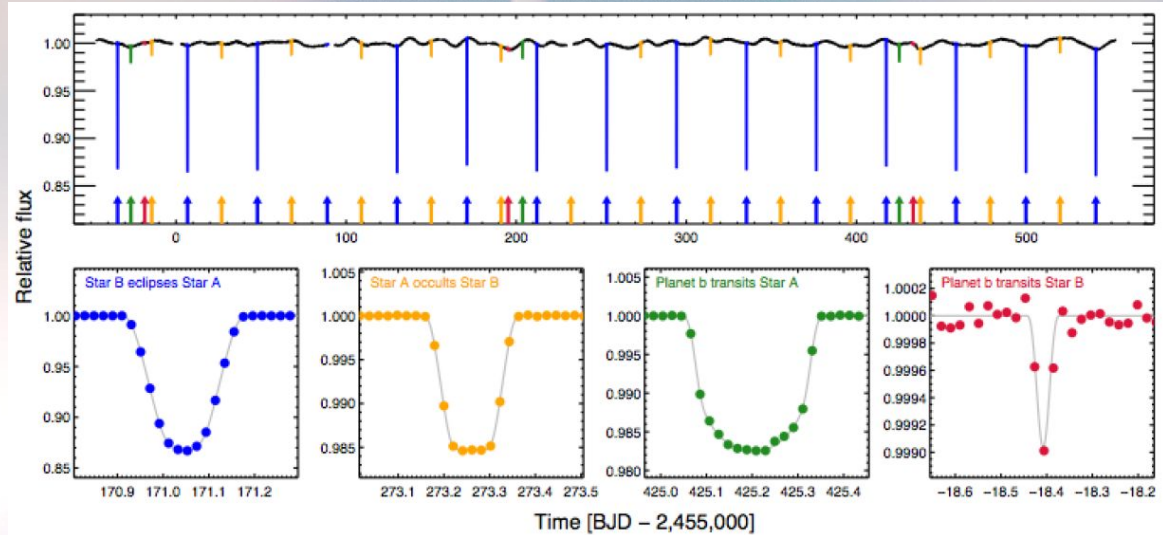 Relative flux
1.00
0.95
0.90
0.85
0 100 200 300 400 500
Star B eclipses Star A
1.00
0.95
0.90
0.85
170.9 171.0 171.1 171.2
Star A occults Star B
1.005
1.000
0.995
0.990
0.985
273.1 273.2 273.3 273.4 273.5
Planet b transits Star A
1.005
1.000
0.995
0.990
0.985
0.980
425.0 425.1 425.2 425.3 425.4
Planet b transits Star B
1.0002
1.0000
0.9998
0.9996
0.9994
0.9992
0.9990
−18.6 −18.5 −18.4 −18.3 −18.2
Time [BJD − 2,455,000]